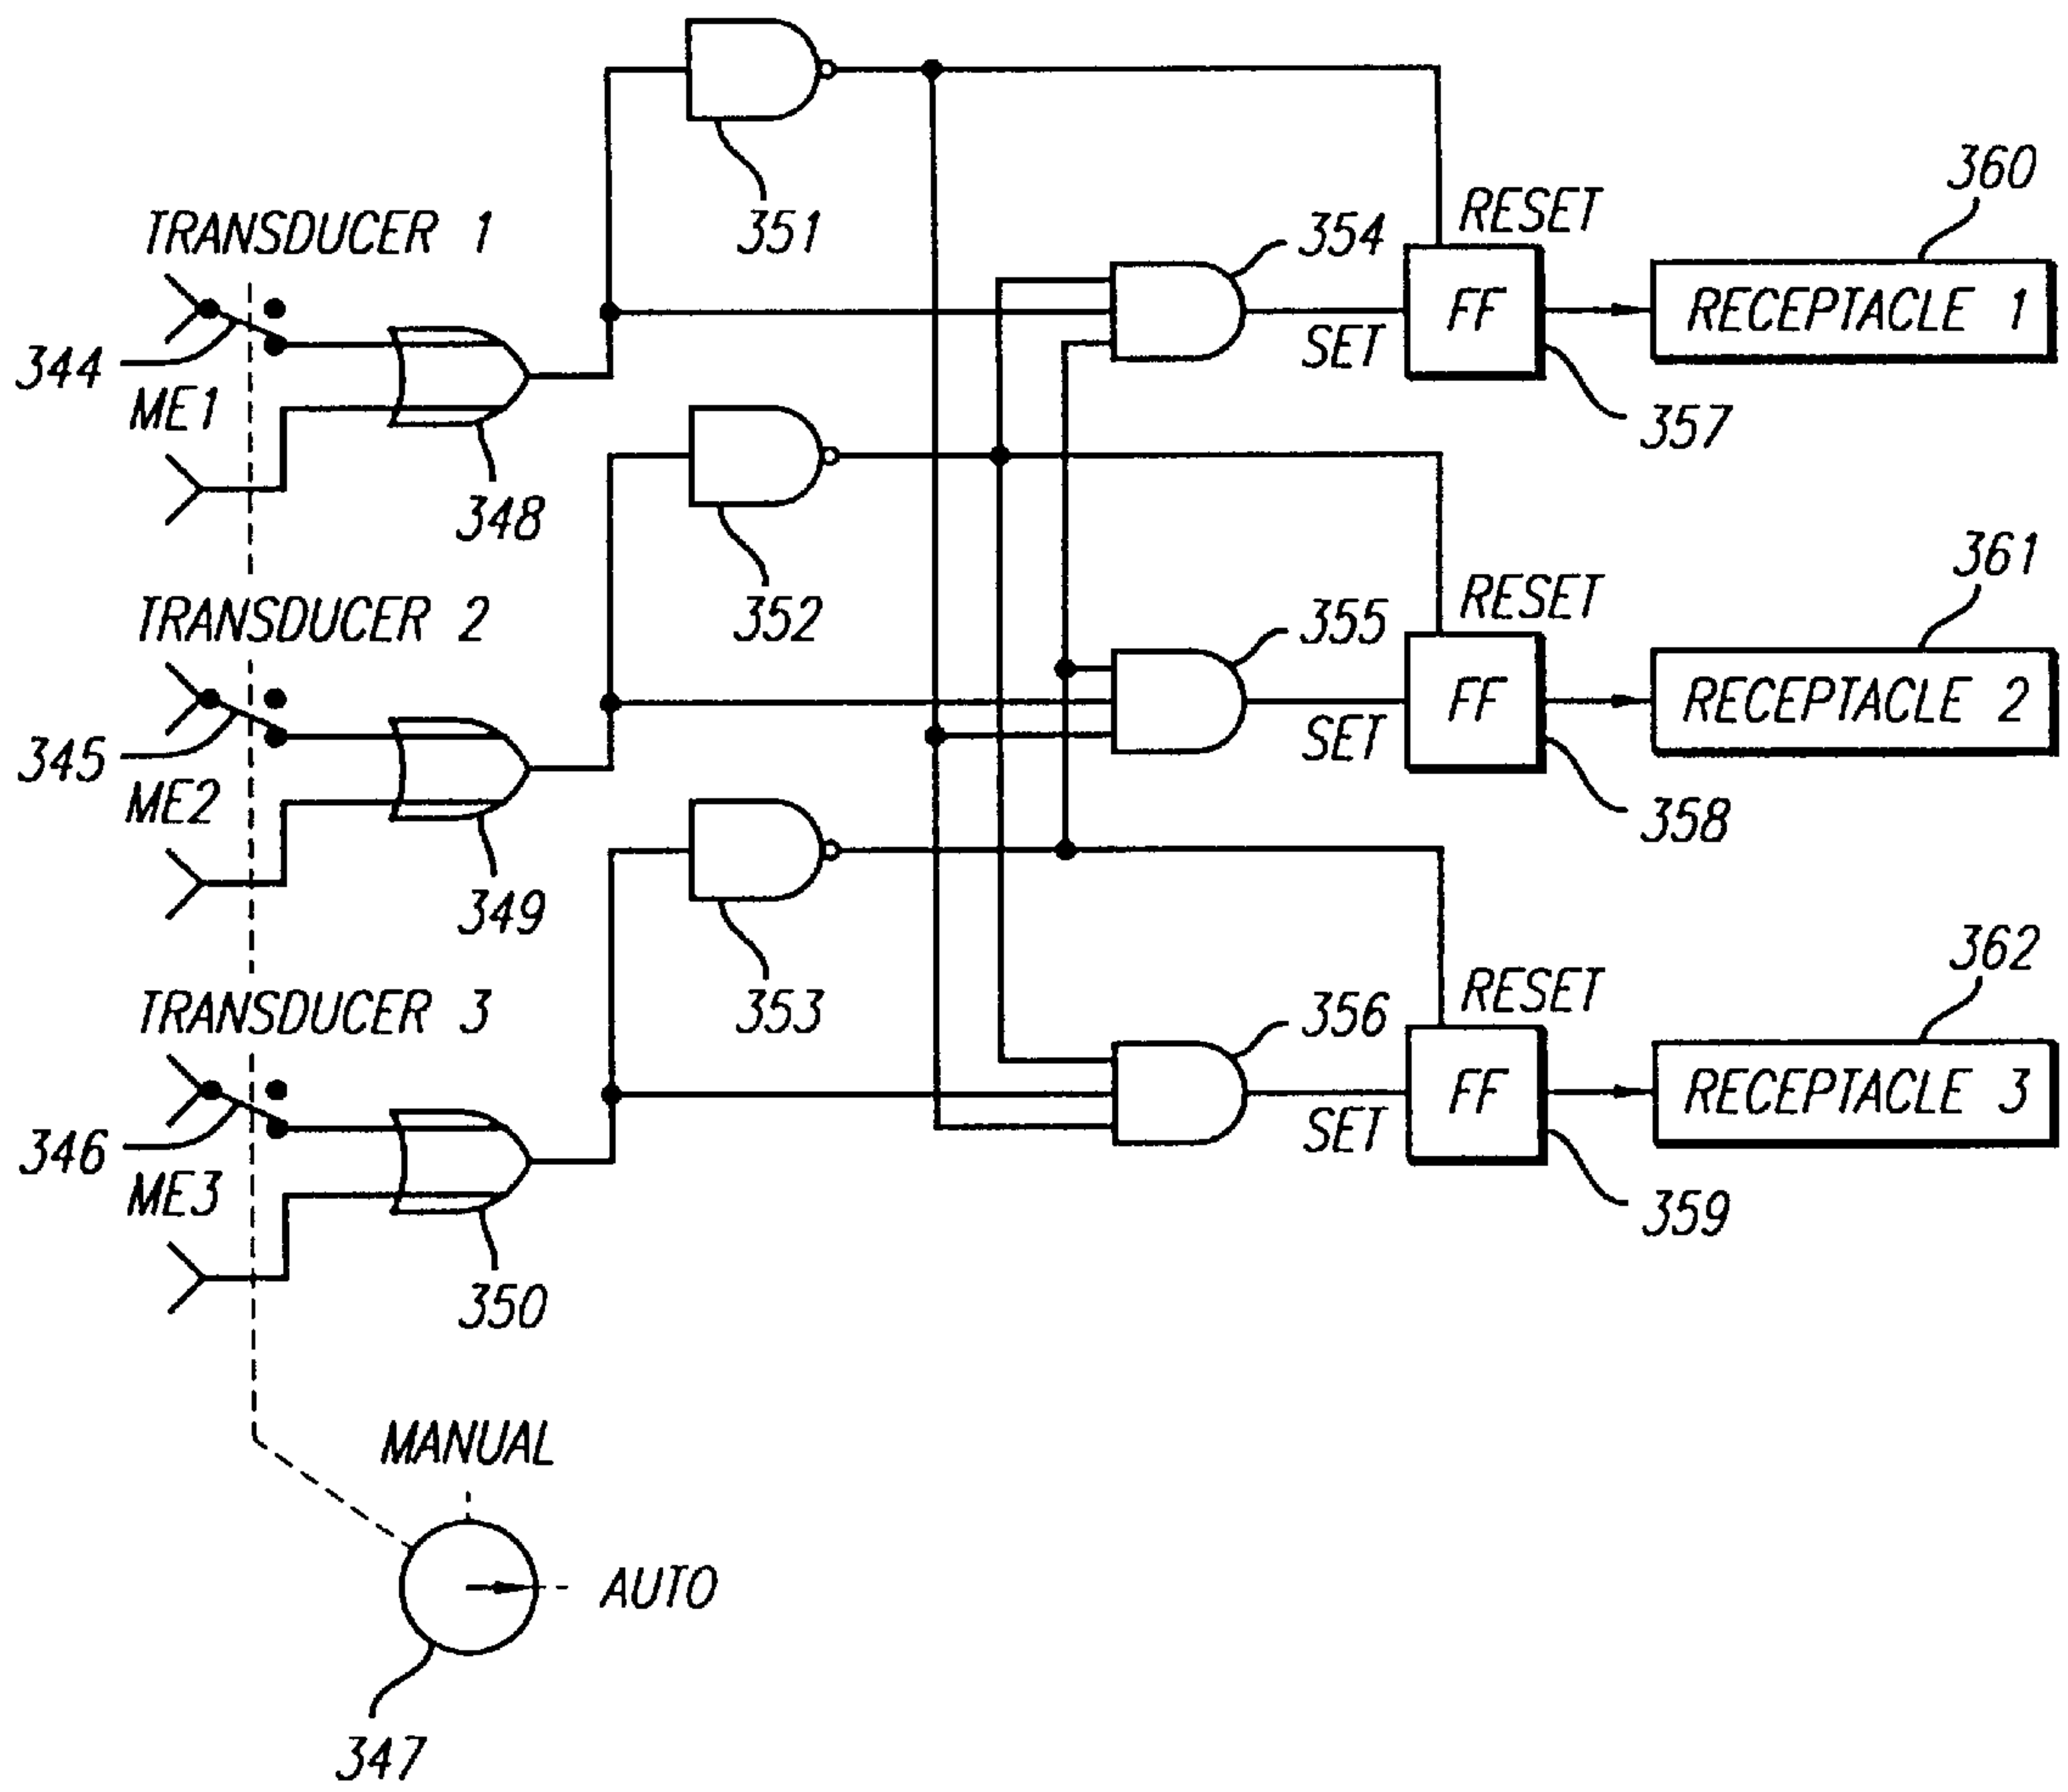 360
TRANSDUCER 1
351
354
RESET
FF
RECEPTACLE 1
344
SET
ME1
357
348
361
TRANSDUCER 2
352
355
RESET
FF
RECEPTACLE 2
345
SET
ME2
358
349
362
TRANSDUCER 3
353
356
RESET
FF
RECEPTACLE 3
346
SET
ME3
359
350
MANUAL
AUTO
347